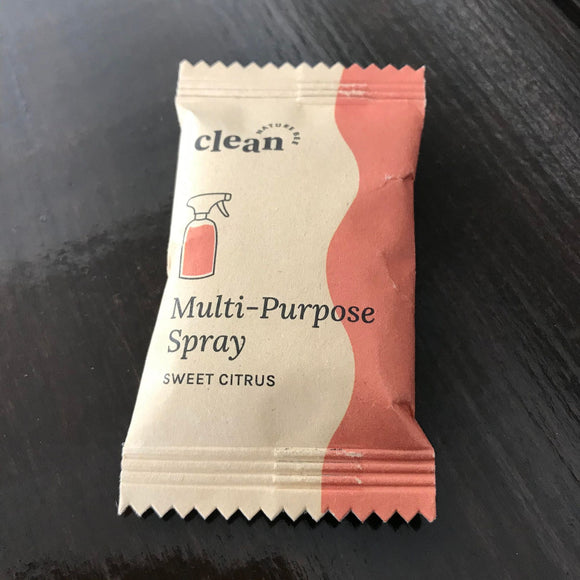 clean NATURE BEE
Multi-Purpose
Spray
SWEET CITRUS